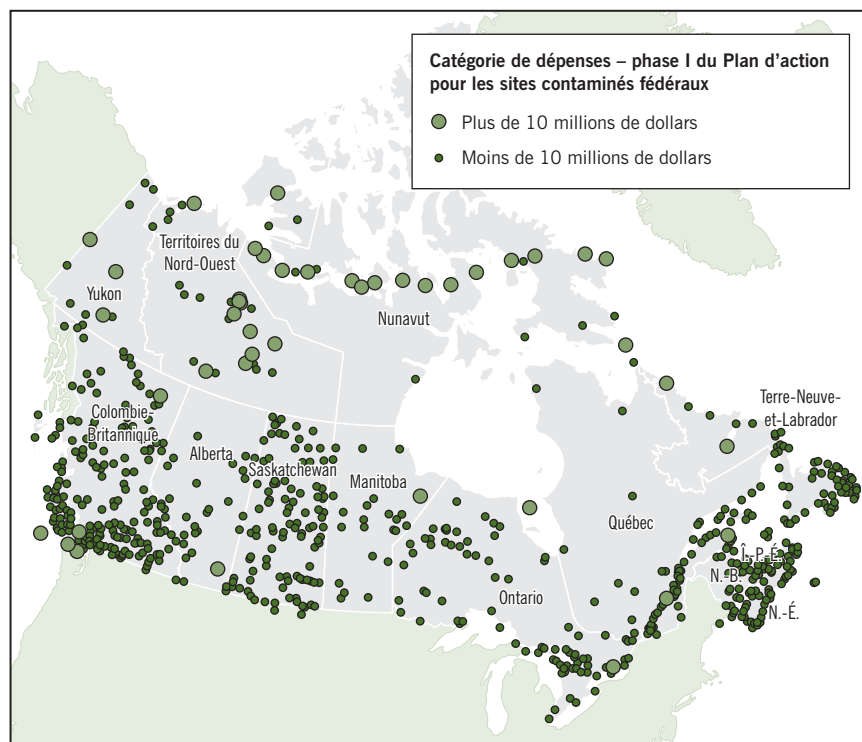 Catégorie de dépenses – phase I du Plan d’action
pour les sites contaminés fédéraux
Plus de 10 millions de dollars
Moins de 10 millions de dollars
Territoires du
Nord-Ouest
Yukon
Nunavut
Terre-Neuve-
et-Labrador
Colombie-
Britannique
Alberta
Saskatchewan
Manitoba
Québec
Î.-P.-É.
N.-B.
Ontario
N.-É.